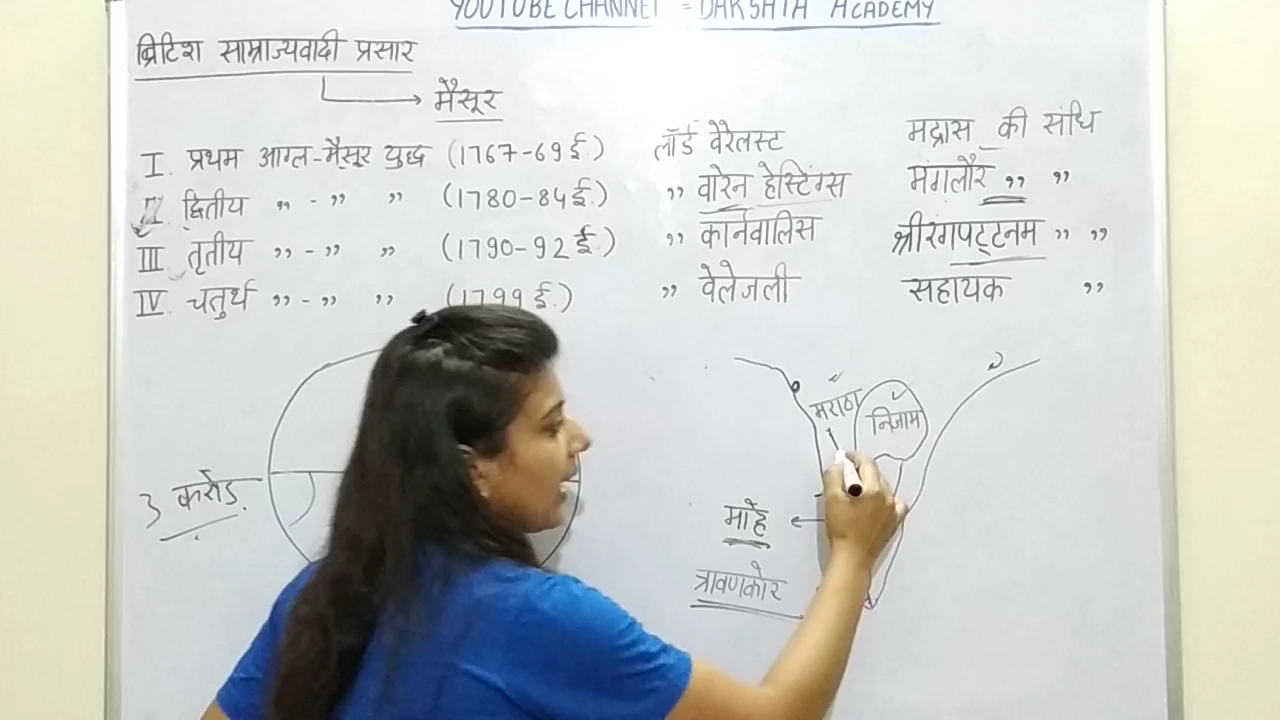 YOUTUBE CHANNEL = DAKSHTA ACADEMY
ब्रिटिश साम्राज्यवादी प्रसार
मैसूर
I. प्रथम आग्ल-मैसूर युद्ध (1767-69 ई.) लॉर्ड वेरेलस्ट मद्रास की संधि
II. द्वितीय ,, - ,, ,, (1780-84 ई.) ,, वारेन हेस्टिंग्स मंगलौर ,, ,,
III. तृतीय ,, - ,, ,, (1790-92 ई.) ,, कार्नवालिस श्रीरंगपट्टनम ,, ,,
IV. चतुर्थ ,, - ,, ,, (1799 ई.) ,, वेलेजली सहायक ,,
मराठा
निजाम
3 करोड़.
माहे
त्रावणकोर